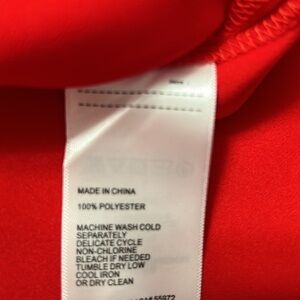 MADE IN CHINA
100% POLYESTER
MACHINE WASH COLD
SEPARATELY
DELICATE CYCLE
NON-CHLORINE
BLEACH IF NEEDED
TUMBLE DRY LOW
COOL IRON
OR DRY CLEAN